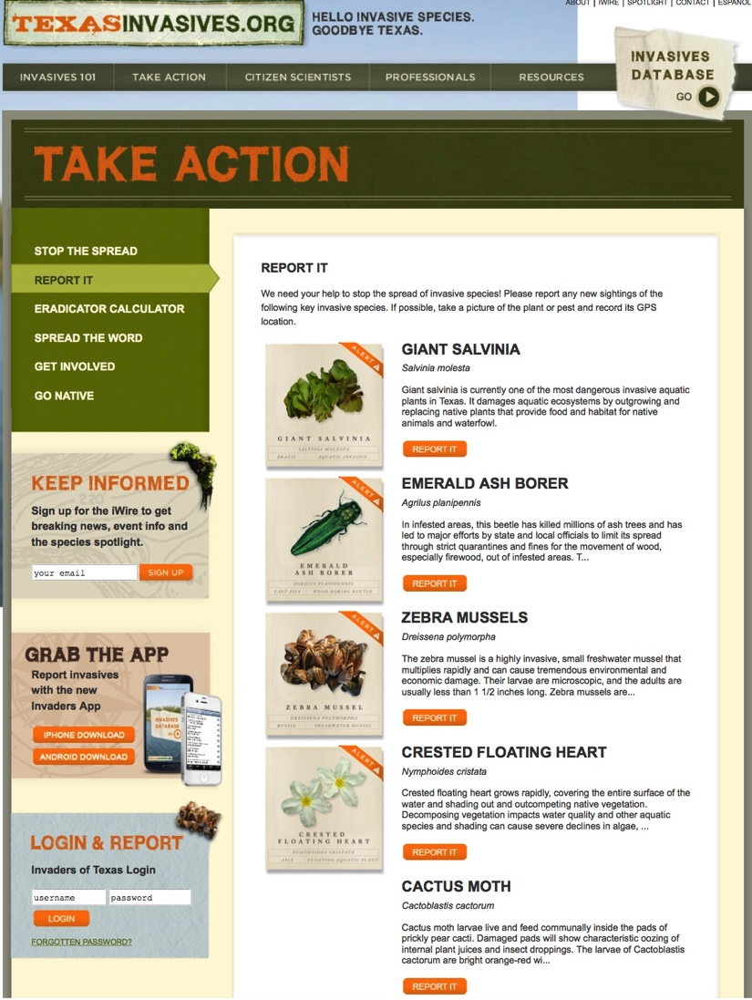 ABOUT | IWIRE | SPOTLIGHT | CONTACT | ESPANOL
TEXASINVASIVES.ORG
HELLO INVASIVE SPECIES.
GOODBYE TEXAS.
INVASIVES 101
TAKE ACTION
CITIZEN SCIENTISTS
PROFESSIONALS
RESOURCES
INVASIVES
DATABASE
GO
TAKE ACTION
STOP THE SPREAD
REPORT IT
ERADICATOR CALCULATOR
SPREAD THE WORD
GET INVOLVED
GO NATIVE
KEEP INFORMED
Sign up for the iWire to get
breaking news, event info and
the species spotlight.
your email
SIGN UP
GRAB THE APP
Report invasives
with the new
Invaders App
INVASIVES
DATABASE
IPHONE DOWNLOAD
ANDROID DOWNLOAD
LOGIN & REPORT
Invaders of Texas Login
username
password
LOGIN
FORGOTTEN PASSWORD?
REPORT IT
We need your help to stop the spread of invasive species! Please report any new sightings of the
following key invasive species. If possible, take a picture of the plant or pest and record its GPS
location.
ALERT
GIANT SALVINIA
SALVINIA MOLESTA
BRAZIL
AQUATIC INVASIVE
GIANT SALVINIA
Salvinia molesta
Giant salvinia is currently one of the most dangerous invasive aquatic
plants in Texas. It damages aquatic ecosystems by outgrowing and
replacing native plants that provide food and habitat for native
animals and waterfowl.
REPORT IT
ALERT
EMERALD
ASH BORER
AGRILUS PLANIPENNIS
EAST ASIA
WOOD BORING BEETLE
EMERALD ASH BORER
Agrilus planipennis
In infested areas, this beetle has killed millions of ash trees and has
led to major efforts by state and local officials to limit its spread
through strict quarantines and fines for the movement of wood,
especially firewood, out of infested areas. T...
REPORT IT
ALERT
ZEBRA MUSSEL
DREISSENA POLYMORPHA
RUSSIA
FRESHWATER MUSSEL
ZEBRA MUSSELS
Dreissena polymorpha
The zebra mussel is a highly invasive, small freshwater mussel that
multiplies rapidly and can cause tremendous environmental and
economic damage. Their larvae are microscopic, and the adults are
usually less than 1 1/2 inches long. Zebra mussels are...
REPORT IT
ALERT
CRESTED
FLOATING HEART
NYMPHOIDES CRISTATA
ASIA
FLOATING AQUATIC PLANT
CRESTED FLOATING HEART
Nymphoides cristata
Crested floating heart grows rapidly, covering the entire surface of the
water and shading out and outcompeting native vegetation.
Decomposing vegetation impacts water quality and other aquatic
species and shading can cause severe declines in algae, ...
REPORT IT
CACTUS MOTH
Cactoblastis cactorum
Cactus moth larvae live and feed communally inside the pads of
prickly pear cacti. Damaged pads will show characteristic oozing of
internal plant juices and insect droppings. The larvae of Cactoblastis
cactorum are bright orange-red wi...
REPORT IT